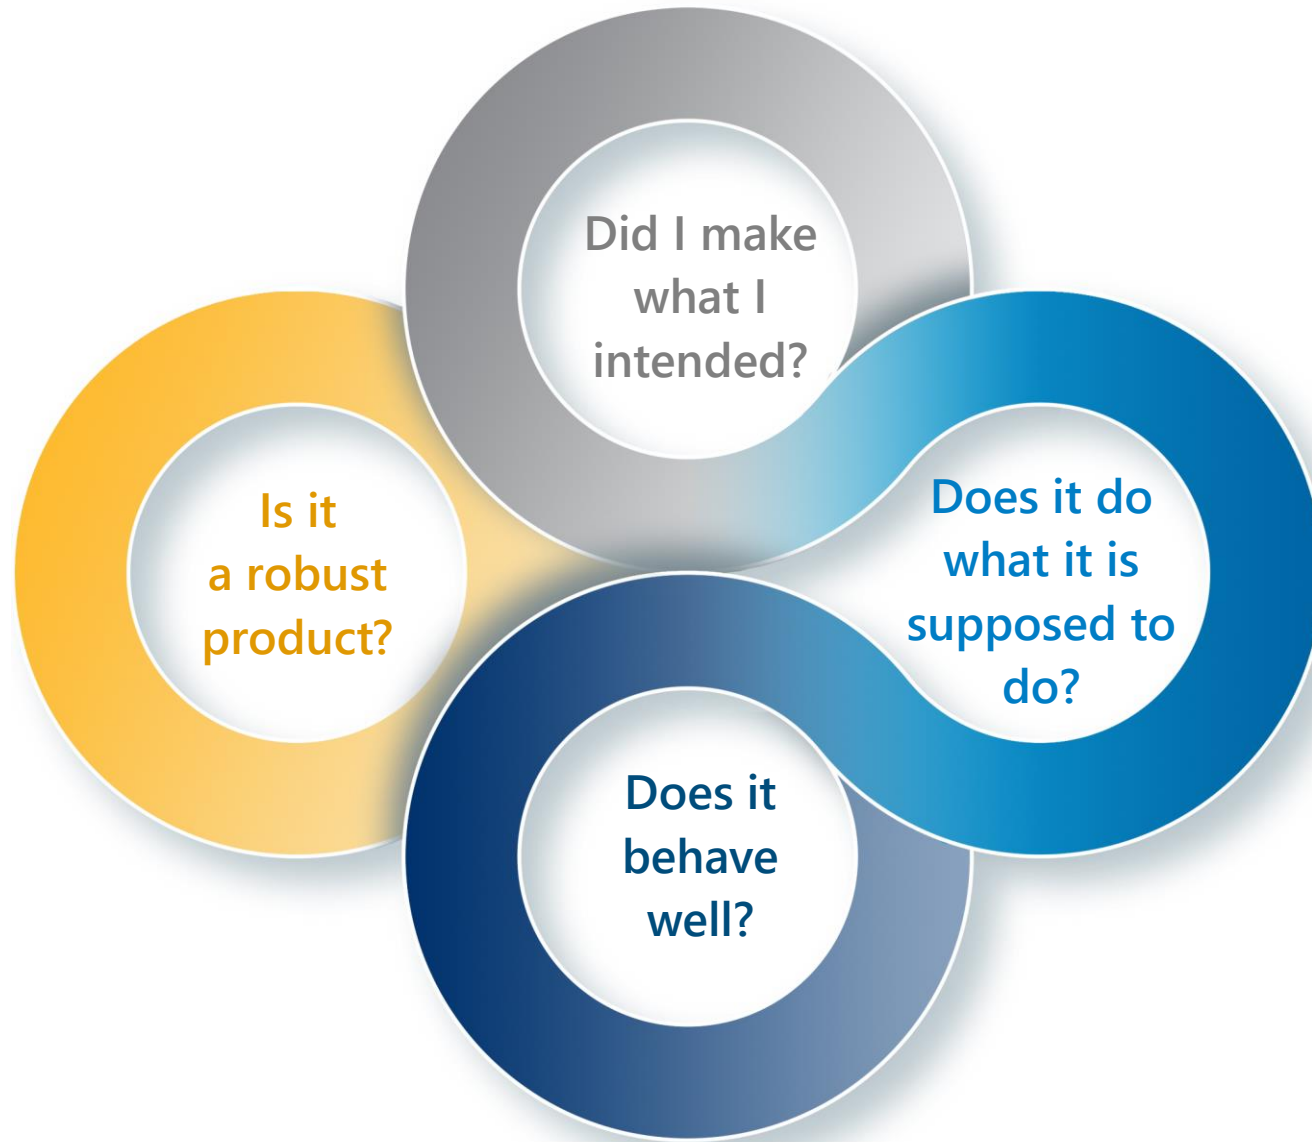 Did I make
what I
intended?
Is it
a robust
product?
Does it do
what it is
supposed to
do?
Does it
behave
well?